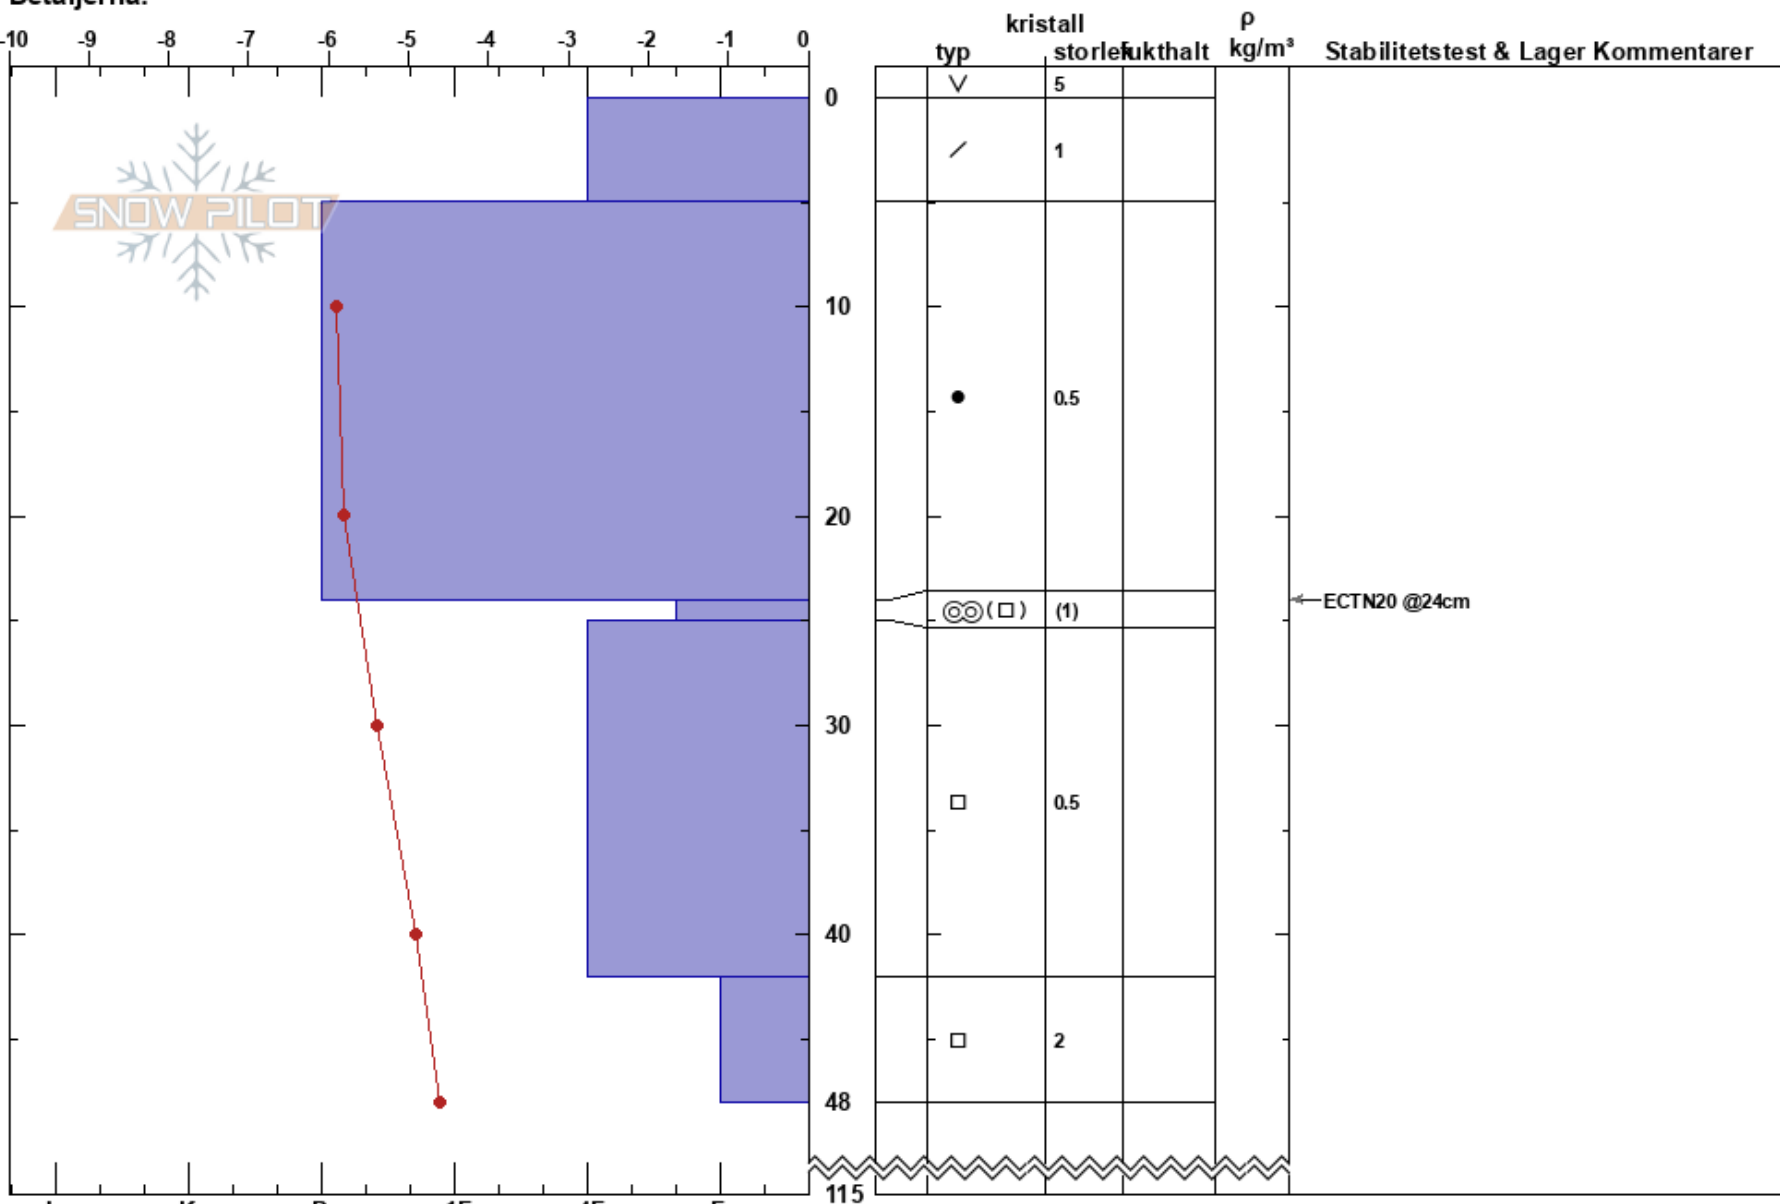 kristall
ρ
-10 -9 -8 -7 -6 -5 -4 -3 -2 -1 0
typ storlek fukthalt kg/m³ Stabilitetstest & Lager Kommentarer
5
0
1
SNOW PILOT
10
0.5
20
(1)
ECTN20 @24cm
30
0.5
40
2
48
115